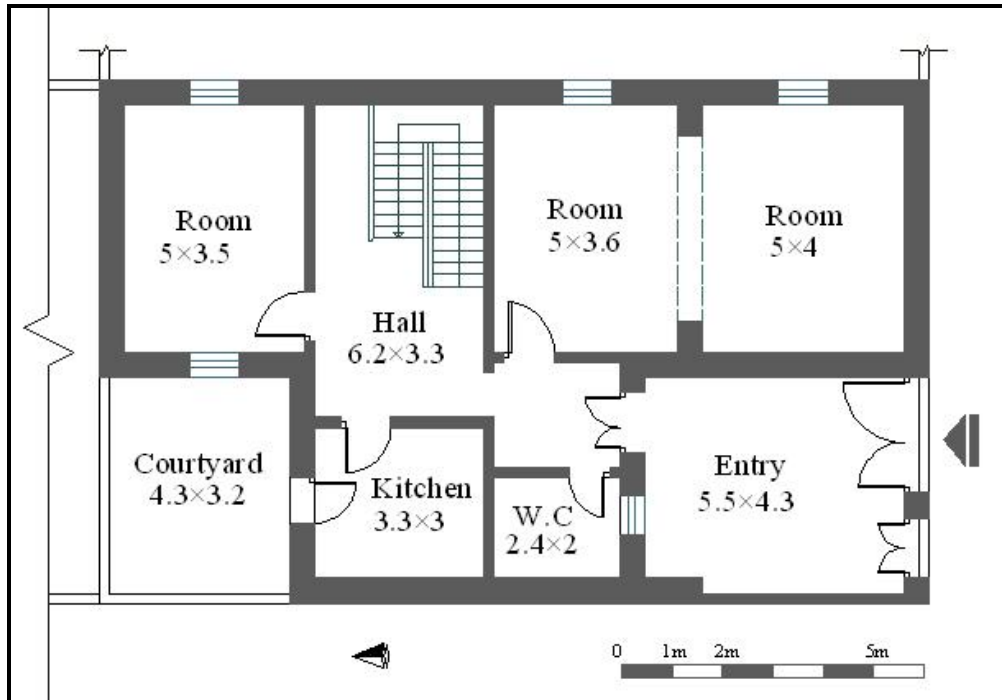 Room
5×3.5
Room
5×3.6
Room
5×4
Hall
6.2×3.3
Courtyard
4.3×3.2
Kitchen
3.3×3
W.C
2.4×2
Entry
5.5×4.3
0 1m 2m 5m